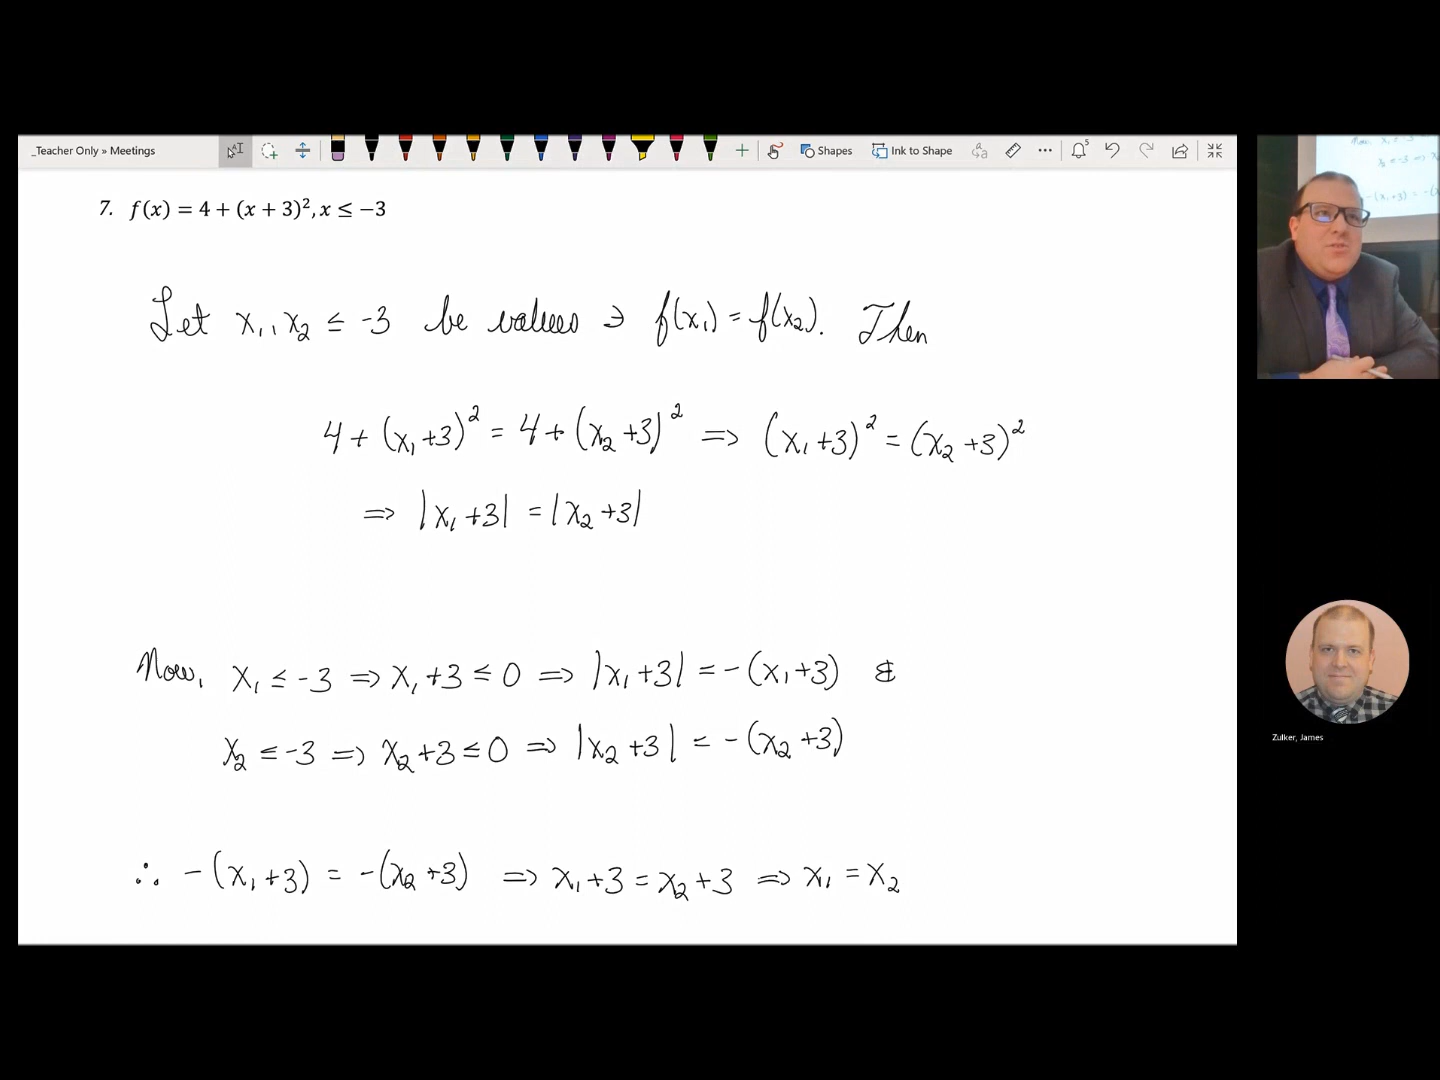 _Teacher Only » Meetings
Shapes
Ink to Shape
7. f(x) = 4 + (x + 3)², x ≤ −3
Let x₁, x₂ ≤ -3 be values ∋ f(x₁) = f(x₂). Then
4 + (x₁+3)² = 4 + (x₂+3)² ⇒ (x₁+3)² = (x₂+3)²
⇒ |x₁+3| = |x₂+3|
Now, x₁ ≤ -3 ⇒ x₁+3 ≤ 0 ⇒ |x₁+3| = -(x₁+3) &
x₂ ≤ -3 ⇒ x₂+3 ≤ 0 ⇒ |x₂+3| = -(x₂+3)
∴ -(x₁+3) = -(x₂+3) ⇒ x₁+3 = x₂+3 ⇒ x₁ = x₂
Zulker, James